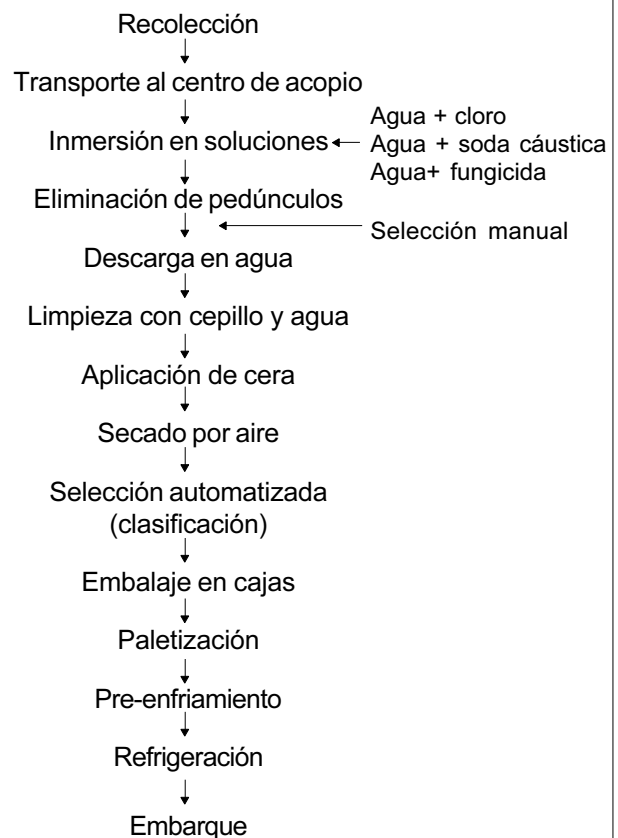 Recolección
Transporte al centro de acopio
Inmersión en soluciones
Agua + cloro
Agua + soda cáustica
Agua+ fungicida
Eliminación de pedúnculos
Selección manual
Descarga en agua
Limpieza con cepillo y agua
Aplicación de cera
Secado por aire
Selección automatizada
(clasificación)
Embalaje en cajas
Paletización
Pre-enfriamiento
Refrigeración
Embarque